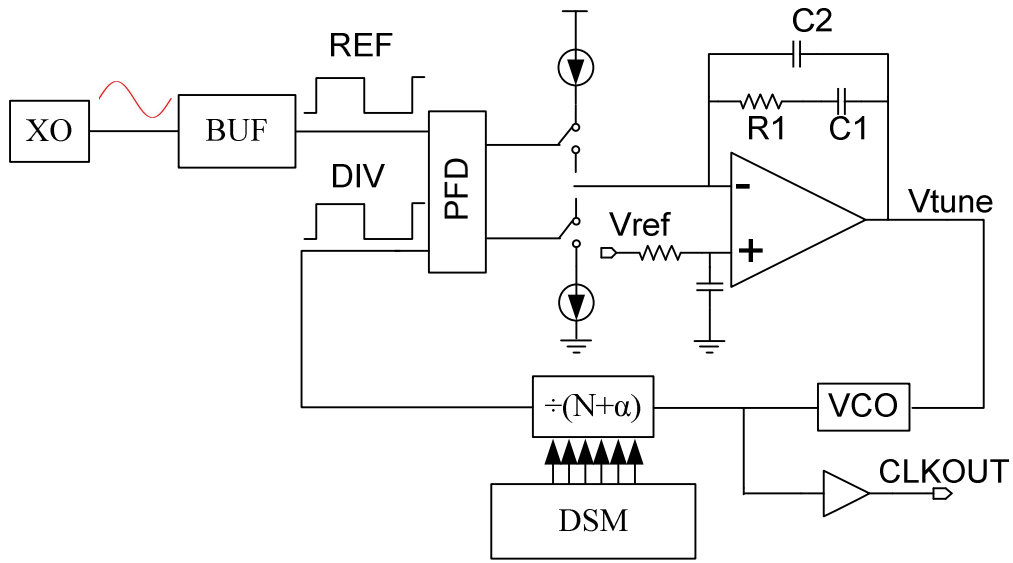 C2
REF
XO
BUF
R1
C1
DIV
PFD
Vtune
Vref
÷(N+α)
VCO
CLKOUT
DSM